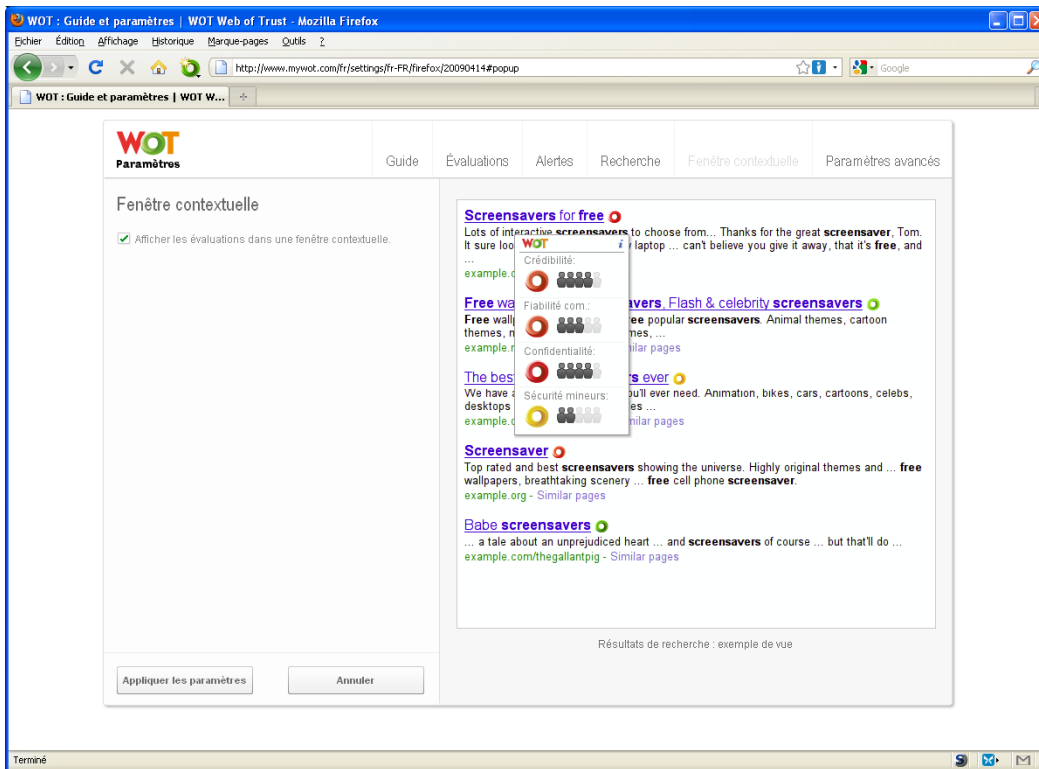 WOT : Guide et paramètres | WOT Web of Trust - Mozilla Firefox
Fichier Édition Affichage Historique Marque-pages Outils ?
http://www.mywot.com/fr/settings/fr-FR/firefox/20090414#popup
Google
WOT : Guide et paramètres | WOT W...
WOT
Paramètres
Guide Évaluations Alertes Recherche Fenêtre contextuelle Paramètres avancés
Fenêtre contextuelle
Afficher les évaluations dans une fenêtre contextuelle.
Screensavers for free
Lots of interactive screensavers to choose from... Thanks for the great screensaver, Tom.
It sure loo
laptop ... can't believe you give it away, that it's free, and
...
example.c
WOT i
Crédibilité:
Fiabilité com.:
Confidentialité:
Sécurité mineurs:
Free wa avers, Flash & celebrity screensavers
Free wallp ee popular screensavers. Animal themes, cartoon
themes, n mes, ...
example.r ilar pages
The bes rs ever
We have a ou'll ever need. Animation, bikes, cars, cartoons, celebs,
desktops es ...
example.c milar pages
Screensaver
Top rated and best screensavers showing the universe. Highly original themes and ... free
wallpapers, breathtaking scenery ... free cell phone screensaver.
example.org - Similar pages
Babe screensavers
... a tale about an unprejudiced heart ... and screensavers of course ... but that'll do ...
example.com/thegallantpig - Similar pages
Résultats de recherche : exemple de vue
Appliquer les paramètres Annuler
Terminé